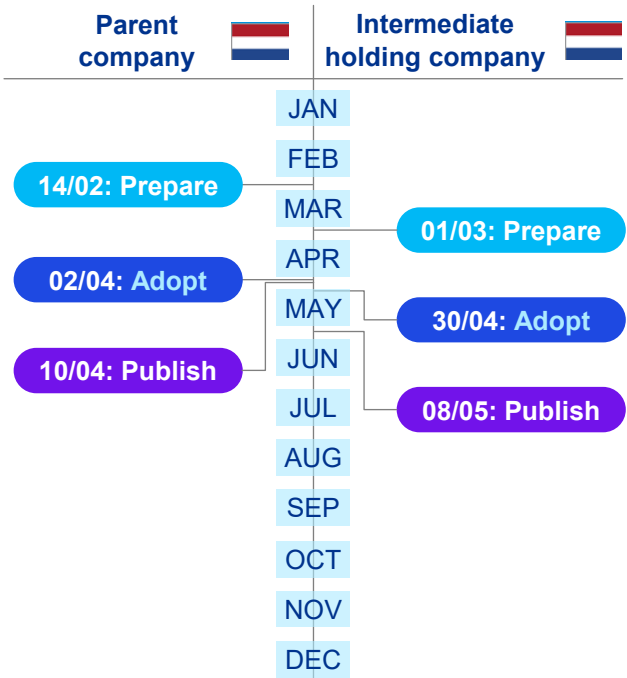 Parent
company
Intermediate
holding company
JAN
FEB
14/02: Prepare
MAR
01/03: Prepare
APR
02/04: Adopt
MAY
30/04: Adopt
JUN
10/04: Publish
JUL
08/05: Publish
AUG
SEP
OCT
NOV
DEC